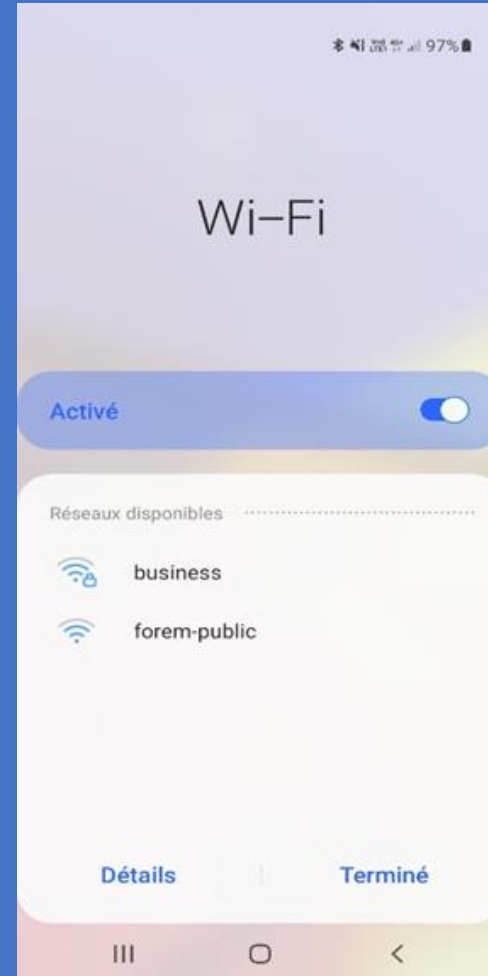 97%
Wi-Fi
Activé
Réseaux disponibles
business
forem-public
Détails
Terminé